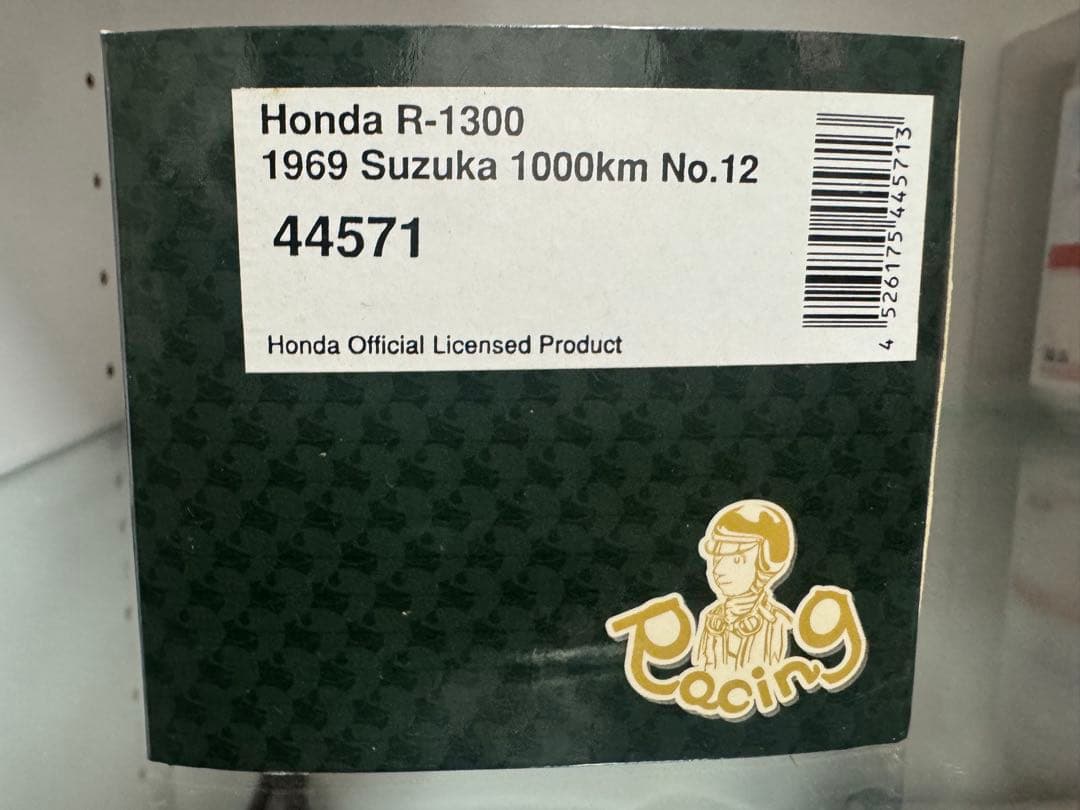 Honda R-1300
1969 Suzuka 1000km No.12
44571
4 526175 445713
Honda Official Licensed Product
Racing